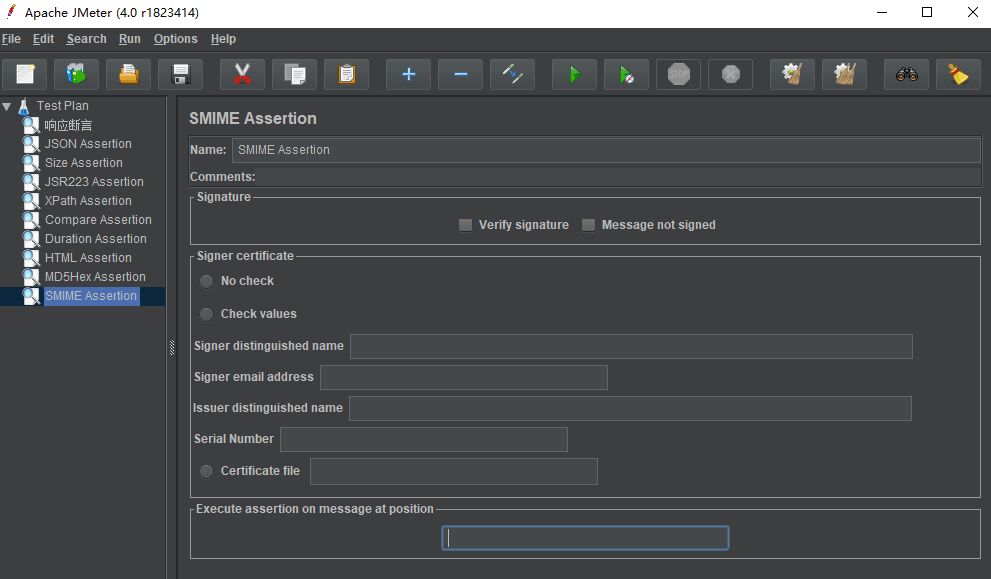 Apache JMeter (4.0 r1823414)
File Edit Search Run Options Help
STOP
Test Plan
响应断言
JSON Assertion
Size Assertion
JSR223 Assertion
XPath Assertion
Compare Assertion
Duration Assertion
HTML Assertion
MD5Hex Assertion
SMIME Assertion
SMIME Assertion
Name: SMIME Assertion
Comments:
Signature
Verify signature Message not signed
Signer certificate
No check
Check values
Signer distinguished name
Signer email address
Issuer distinguished name
Serial Number
Certificate file
Execute assertion on message at position